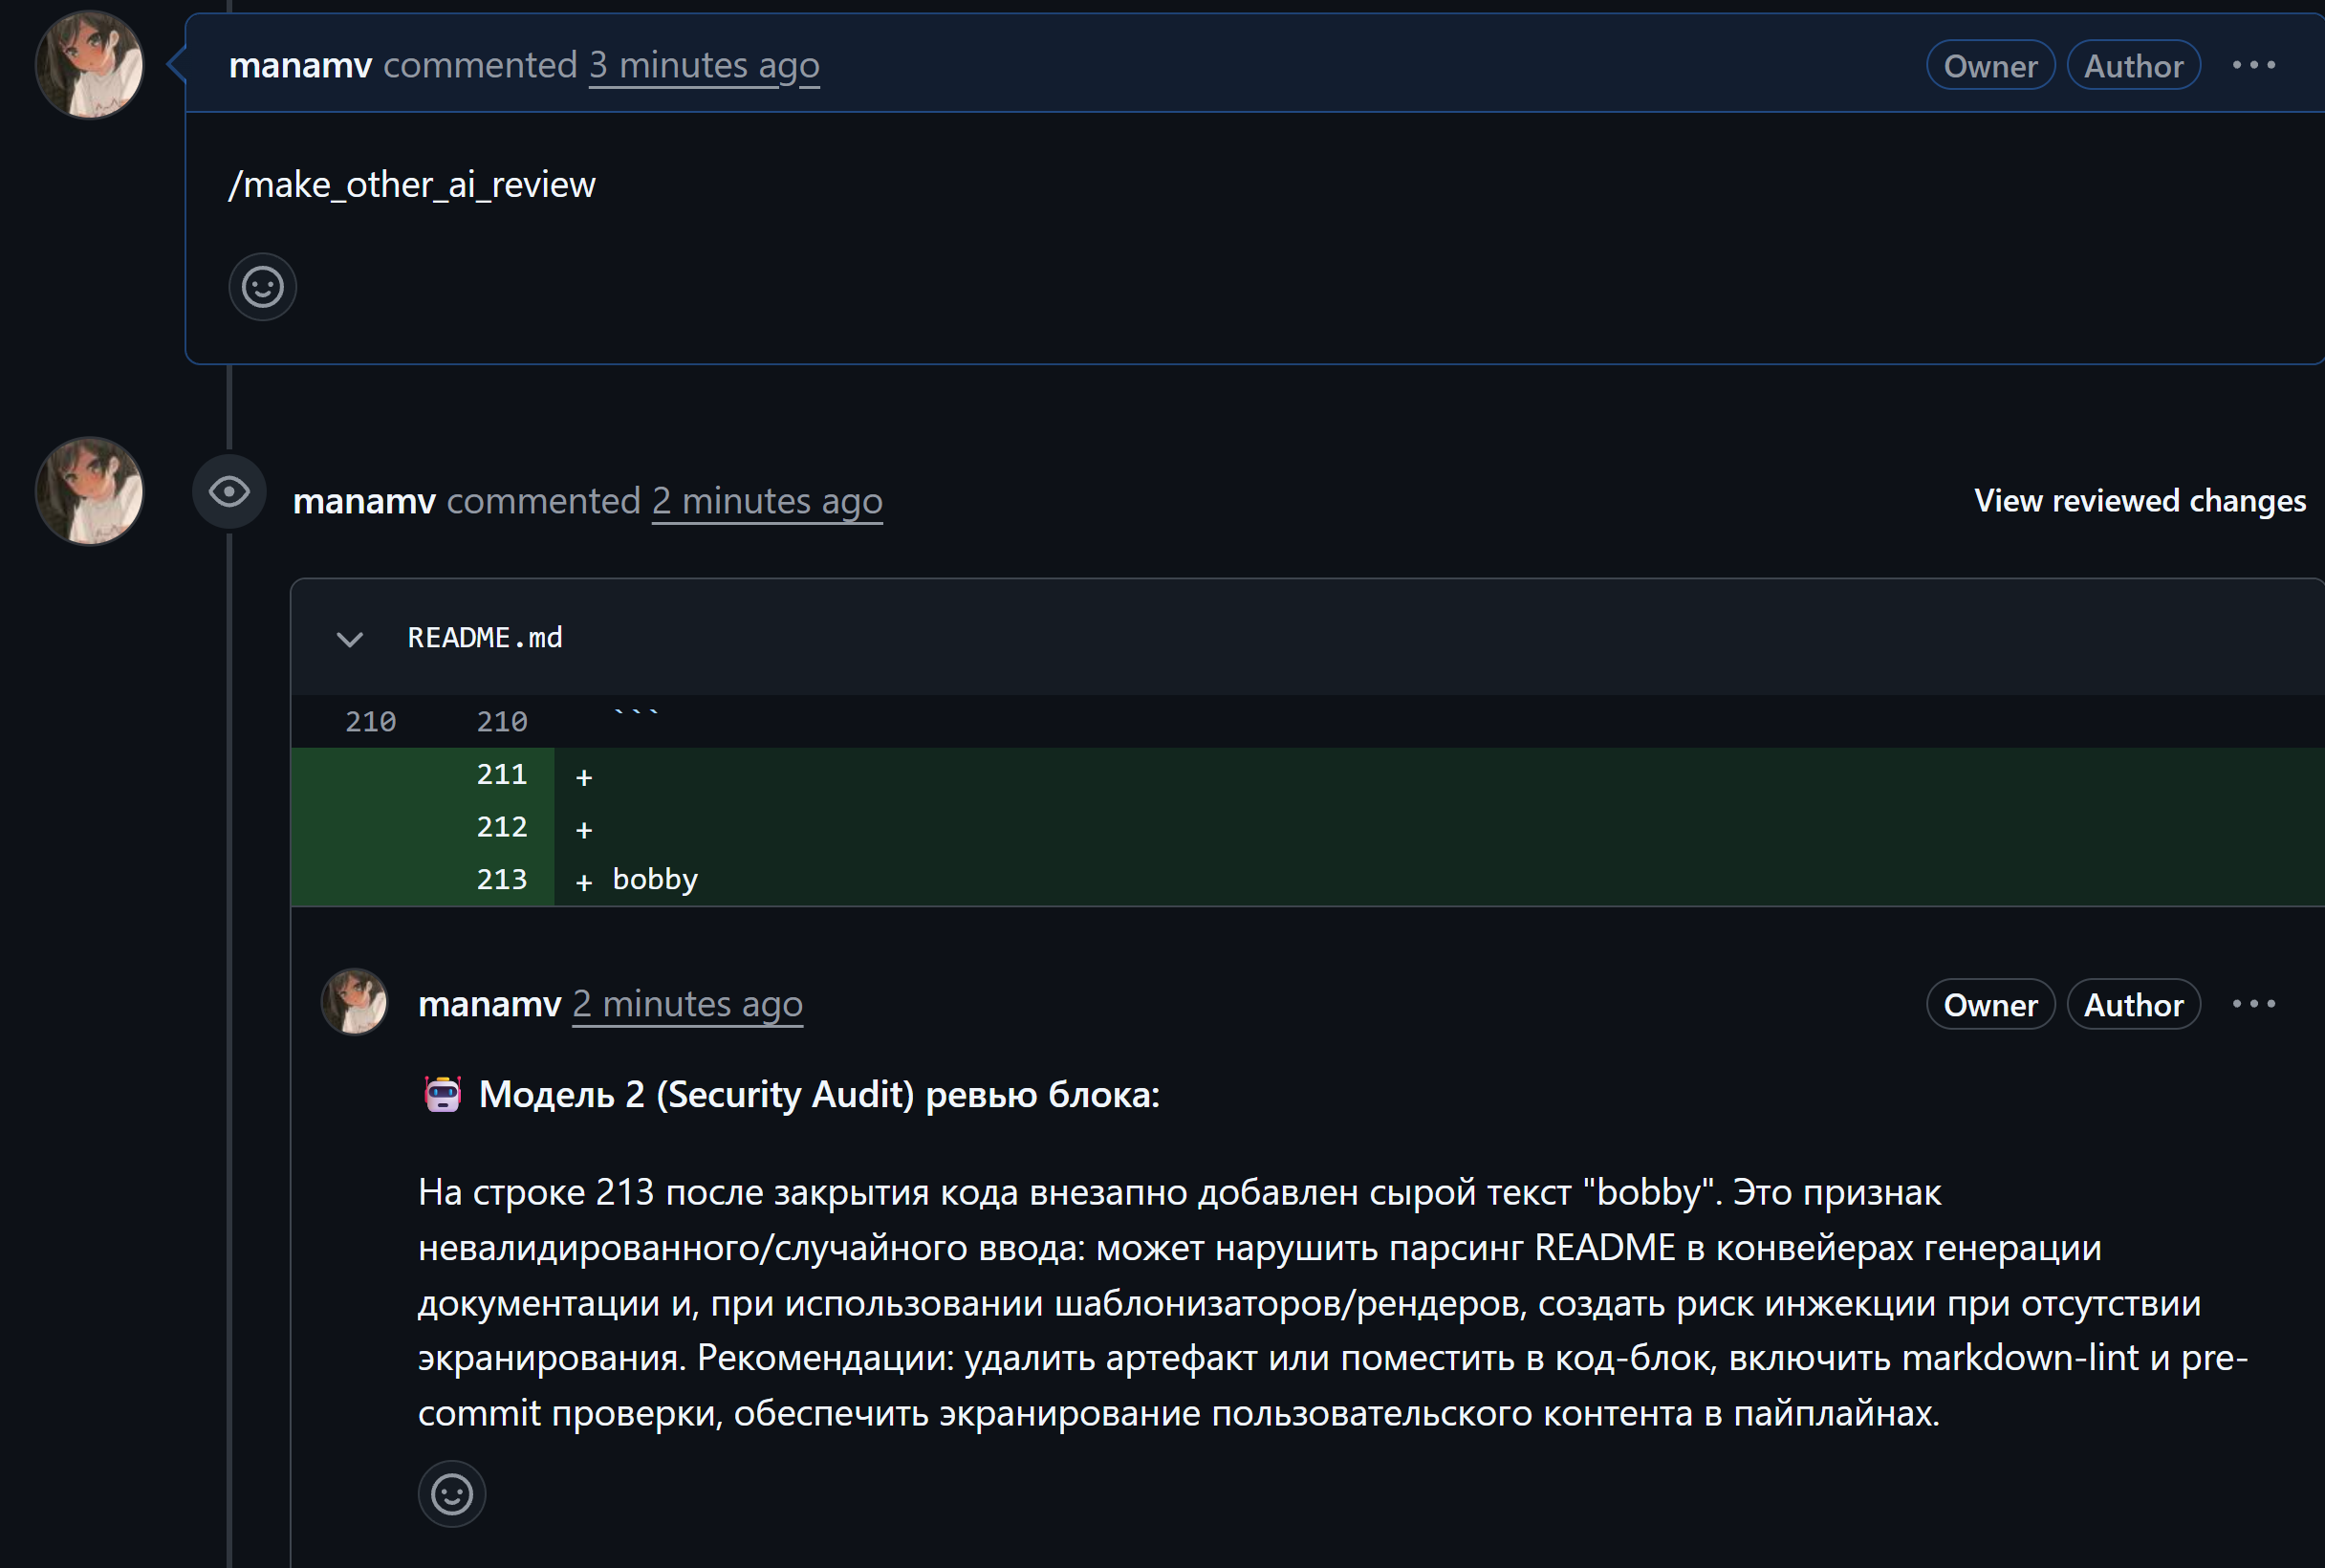 manamv commented 3 minutes ago
Owner Author ...
/make_other_ai_review
manamv commented 2 minutes ago
View reviewed changes
README.md
210 210 ```
211 +
212 +
213 + bobby
manamv 2 minutes ago
Owner Author ...
🤖 Модель 2 (Security Audit) ревью блока:
На строке 213 после закрытия кода внезапно добавлен сырой текст "bobby". Это признак
невалидированного/случайного ввода: может нарушить парсинг README в конвейерах генерации
документации и, при использовании шаблонизаторов/рендеров, создать риск инжекции при отсутствии
экранирования. Рекомендации: удалить артефакт или поместить в код-блок, включить markdown-lint и pre-
commit проверки, обеспечить экранирование пользовательского контента в пайплайнах.